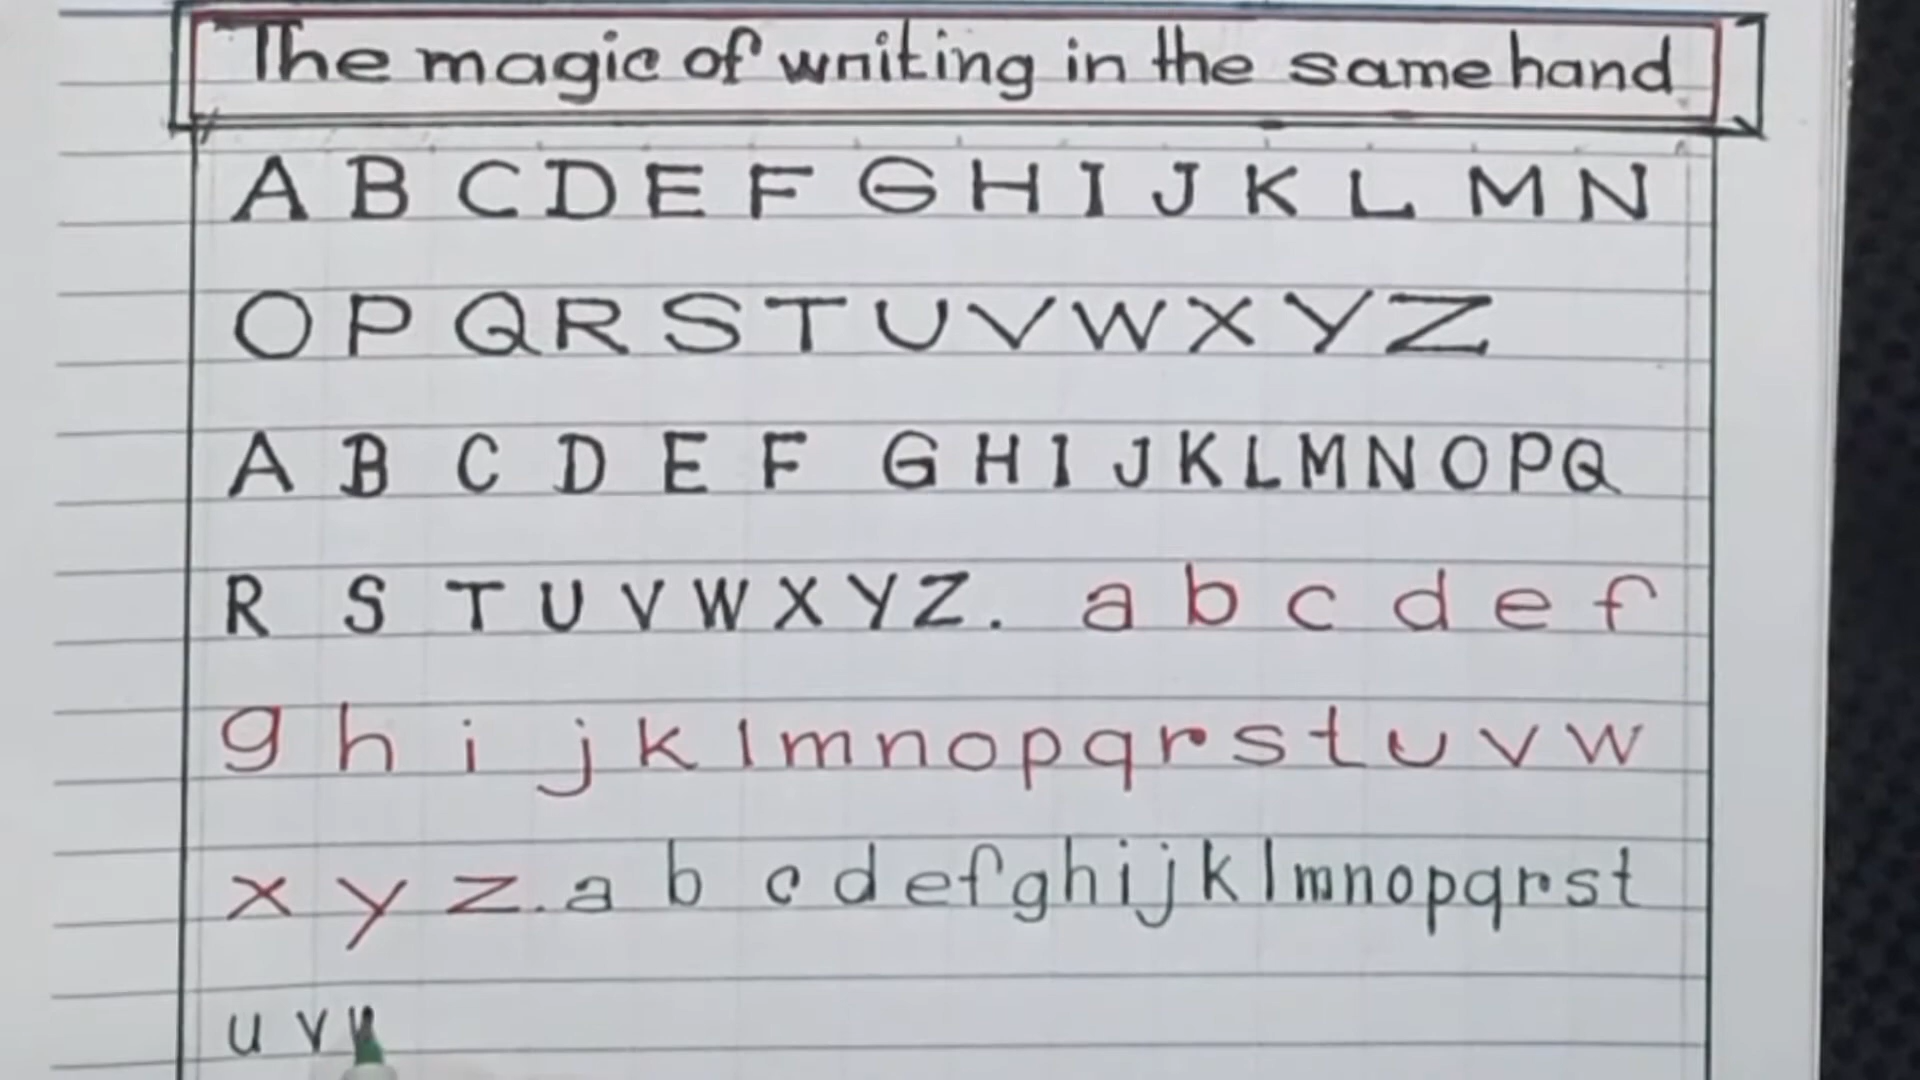 The magic of writing in the same hand
A B C D E F G H I J K L M N
O P Q R S T U V W X Y Z
A B C D E F G H I J K L M N O P Q
R S T U V W X Y Z. a b c d e f
g h i j k l m n o p q r s t u v w
x y z. a b c d e f g h i j k l m n o p q r s t
u v